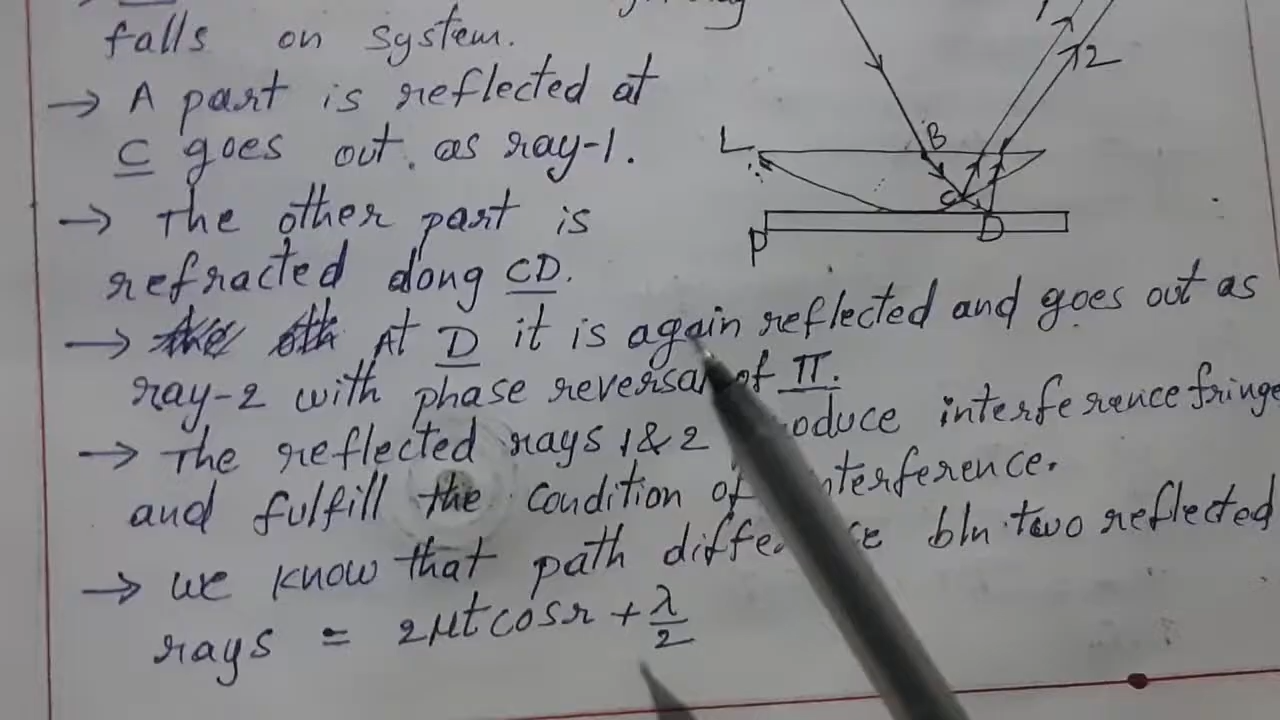 falls on system.
→ A part is reflected at
C goes out. as ray-1.
→ The other part is
refracted along CD.
→ At D it is again reflected and goes out as
ray-2 with phase reversal of π.
→ The reflected rays 1 & 2 produce interference fringe
and fulfill the condition of interference.
→ we know that path difference b/n two reflected
rays = 2μt cos r + λ/2
1
2
L
B
C
P
D